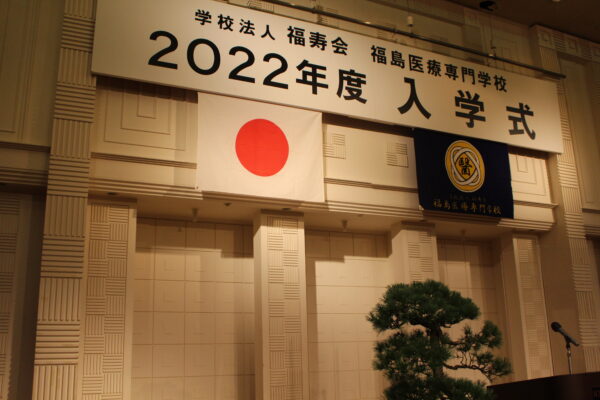 学校法人 福寿会 福島医療専門学校
2022年度 入学式
醫
福島医療専門学校